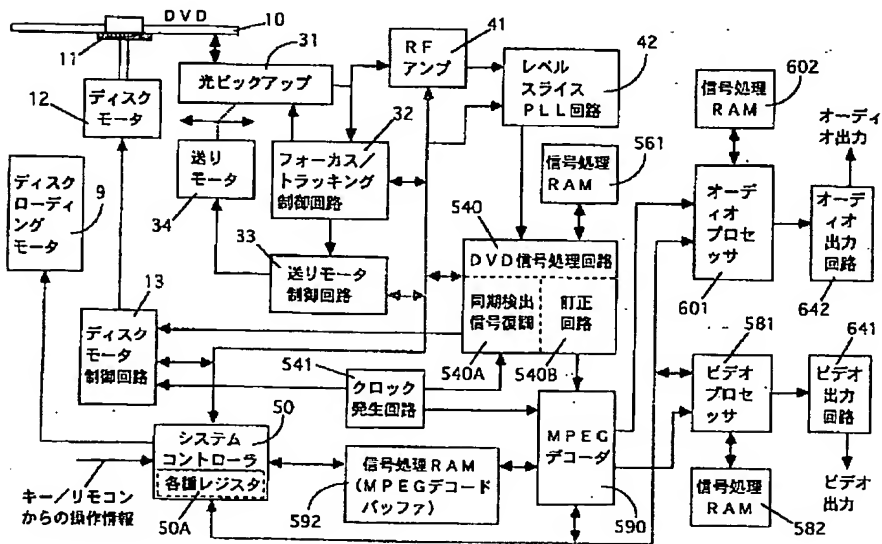 DVD
10
11
31
光ピックアップ
41
RF
アンプ
42
レベル
スライス
PLL回路
602
信号処理
RAM
オーディ
オ出力
12
ディスク
モータ
32
フォーカス/
トラッキング
制御回路
送り
モータ
34
561
信号処理
RAM
9
ディスク
ローディ
ング
モータ
33
送りモータ
制御回路
540
DVD信号処理回路
同期検出
信号復調
訂正
回路
540A
540B
オーディ
オプロセ
ッサ
601
オーディ
オ出力
回路
642
13
ディスク
モータ
制御回路
541
クロック
発生回路
581
ビデオ
プロセ
ッサ
641
ビデオ
出力
回路
50
システム
コントローラ
各種レジスタ
50A
キー/リモコン
からの操作情報
信号処理RAM
(MPEGデコード
バッファ)
592
MPEG
デコーダ
590
信号処理
RAM
582
ビデオ
出力